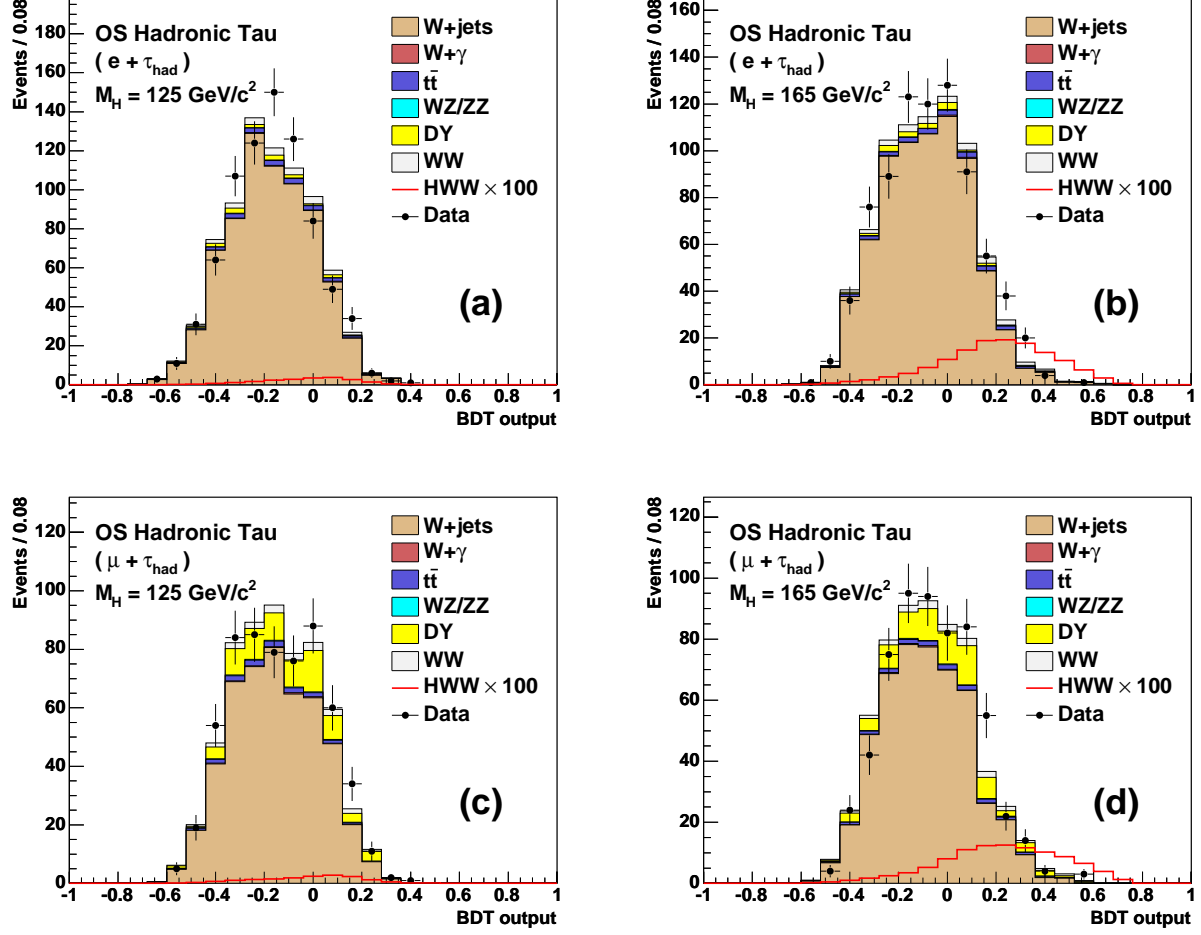 Events / 0.08
180
160
140
120
100
80
60
40
20
0
OS Hadronic Tau
( e + τhad )
MH = 125 GeV/c2
W+jets
W+γ
tt̄
WZ/ZZ
DY
WW
HWW × 100
Data
(a)
-1 -0.8 -0.6 -0.4 -0.2 0 0.2 0.4 0.6 0.8 1
BDT output
Events / 0.08
160
140
120
100
80
60
40
20
0
OS Hadronic Tau
( e + τhad )
MH = 165 GeV/c2
W+jets
W+γ
tt̄
WZ/ZZ
DY
WW
HWW × 100
Data
(b)
-1 -0.8 -0.6 -0.4 -0.2 0 0.2 0.4 0.6 0.8 1
BDT output
Events / 0.08
120
100
80
60
40
20
0
OS Hadronic Tau
( μ + τhad )
MH = 125 GeV/c2
W+jets
W+γ
tt̄
WZ/ZZ
DY
WW
HWW × 100
Data
(c)
-1 -0.8 -0.6 -0.4 -0.2 0 0.2 0.4 0.6 0.8 1
BDT output
Events / 0.08
120
100
80
60
40
20
0
OS Hadronic Tau
( μ + τhad )
MH = 165 GeV/c2
W+jets
W+γ
tt̄
WZ/ZZ
DY
WW
HWW × 100
Data
(d)
-1 -0.8 -0.6 -0.4 -0.2 0 0.2 0.4 0.6 0.8 1
BDT output